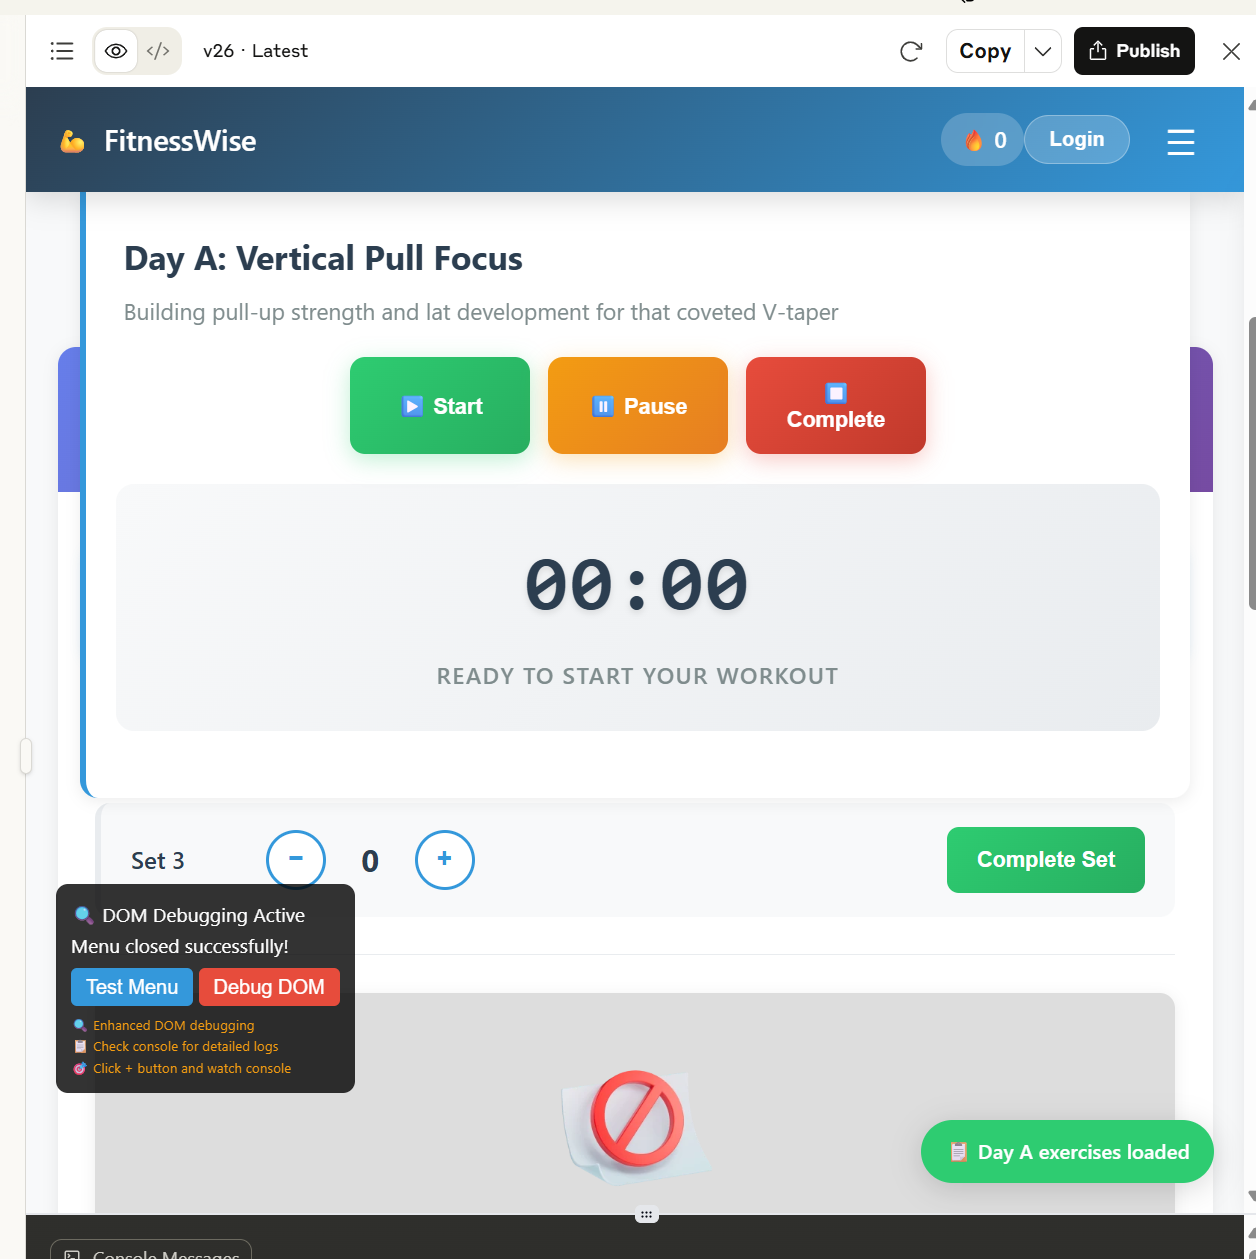 v26 · Latest
Copy
Publish
FitnessWise
0
Login
Day A: Vertical Pull Focus
Building pull-up strength and lat development for that coveted V-taper
Start
Pause
Complete
00:00
READY TO START YOUR WORKOUT
Set 3
−
0
+
Complete Set
DOM Debugging Active
Menu closed successfully!
Test Menu
Debug DOM
Enhanced DOM debugging
Check console for detailed logs
Click + button and watch console
Day A exercises loaded
Console Messages